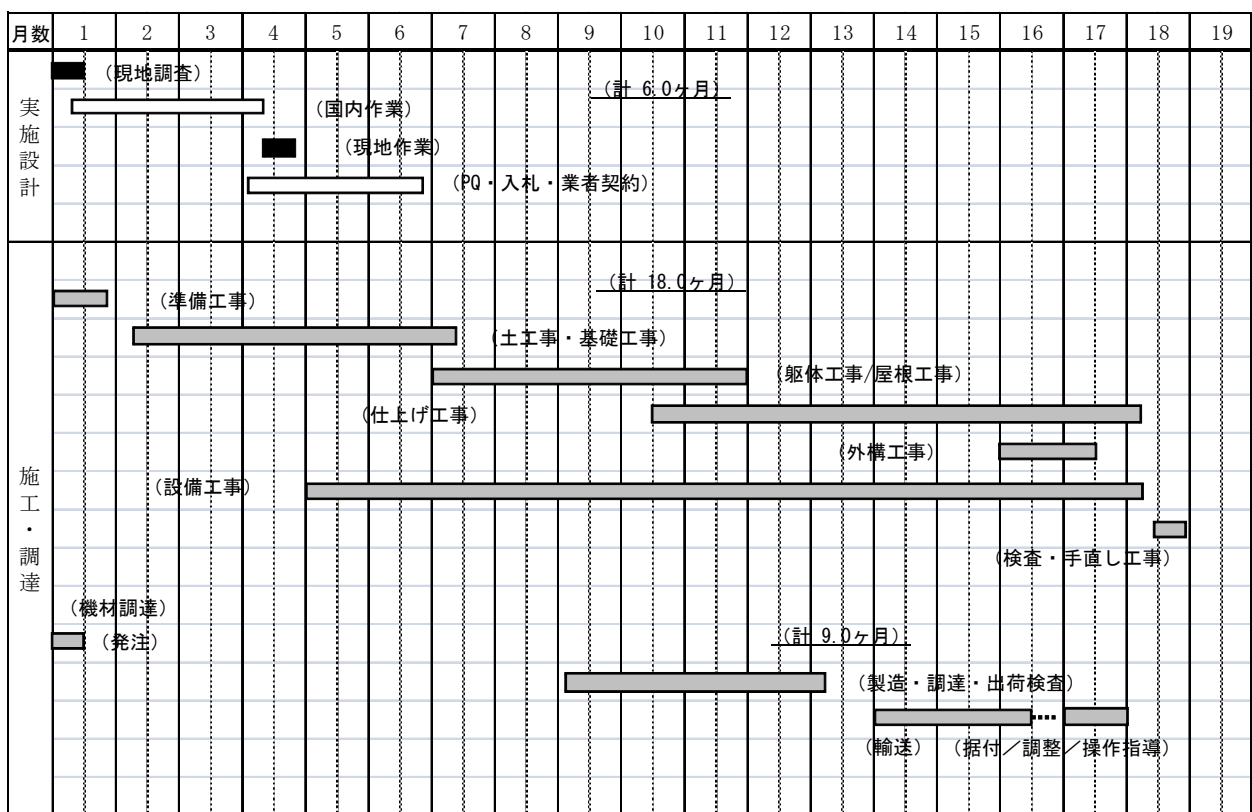 月数 1 2 3 4 5 6 7 8 9 10 11 12 13 14 15 16 17 18 19
実施設計
(現地調査)
(計 6.0ヶ月)
(国内作業)
(現地作業)
(PQ・入札・業者契約)
施工・調達
(計 18.0ヶ月)
(準備工事)
(土工事・基礎工事)
(躯体工事/屋根工事)
(仕上げ工事)
(外構工事)
(設備工事)
(検査・手直し工事)
(機材調達)
(発注)
(計 9.0ヶ月)
(製造・調達・出荷検査)
(輸送) (据付/調整/操作指導)